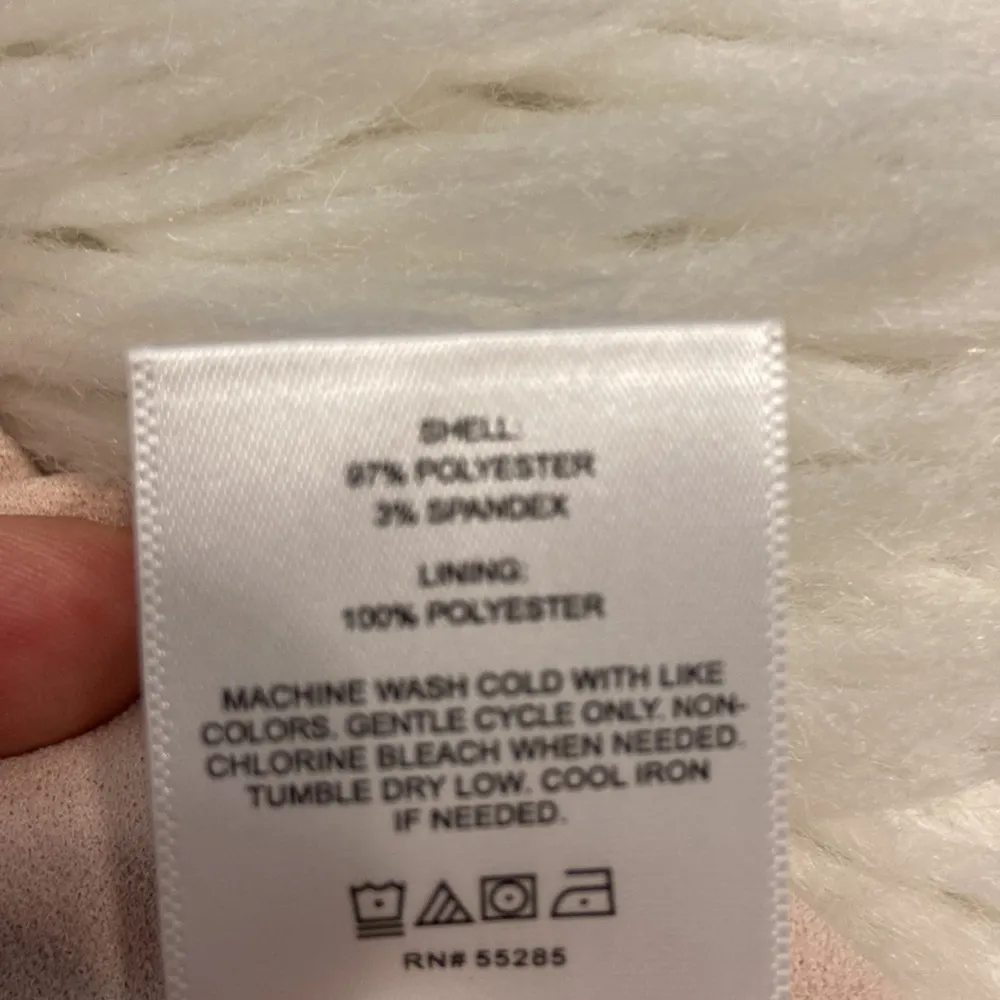 SHELL:
97% POLYESTER
3% SPANDEX
LINING:
100% POLYESTER
MACHINE WASH COLD WITH LIKE
COLORS. GENTLE CYCLE ONLY. NON-
CHLORINE BLEACH WHEN NEEDED.
TUMBLE DRY LOW. COOL IRON
IF NEEDED.
RN# 55285